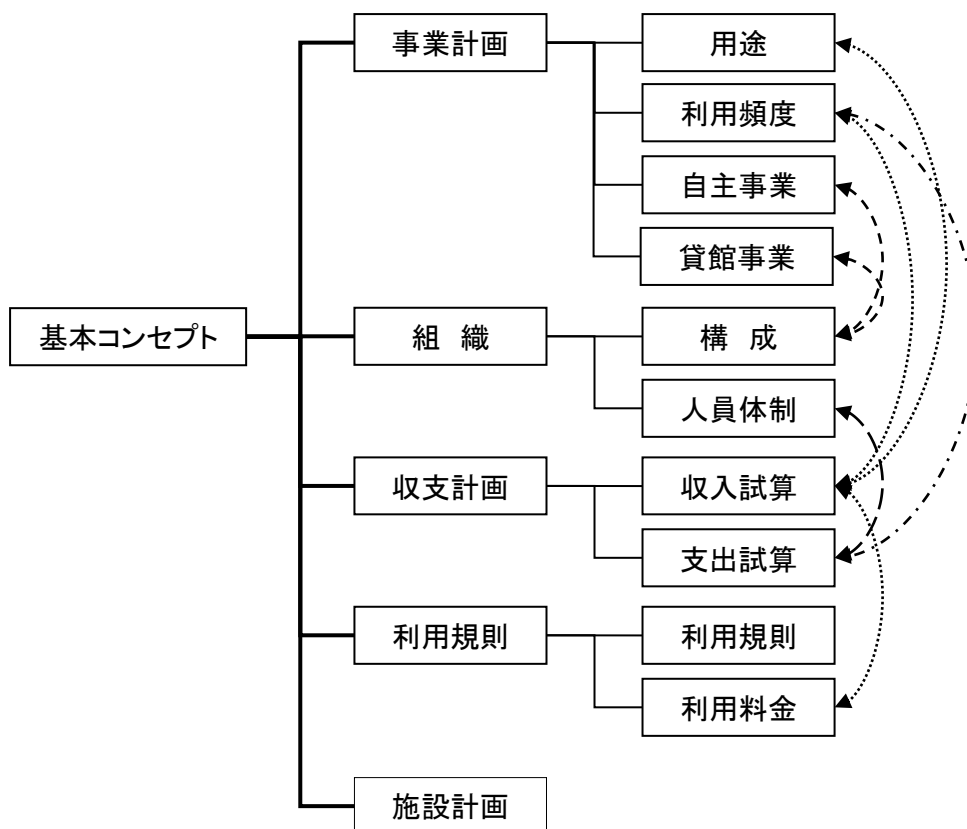 基本コンセプト
事業計画
用途
利用頻度
自主事業
貸館事業
組 織
構 成
人員体制
収支計画
収入試算
支出試算
利用規則
利用規則
利用料金
施設計画